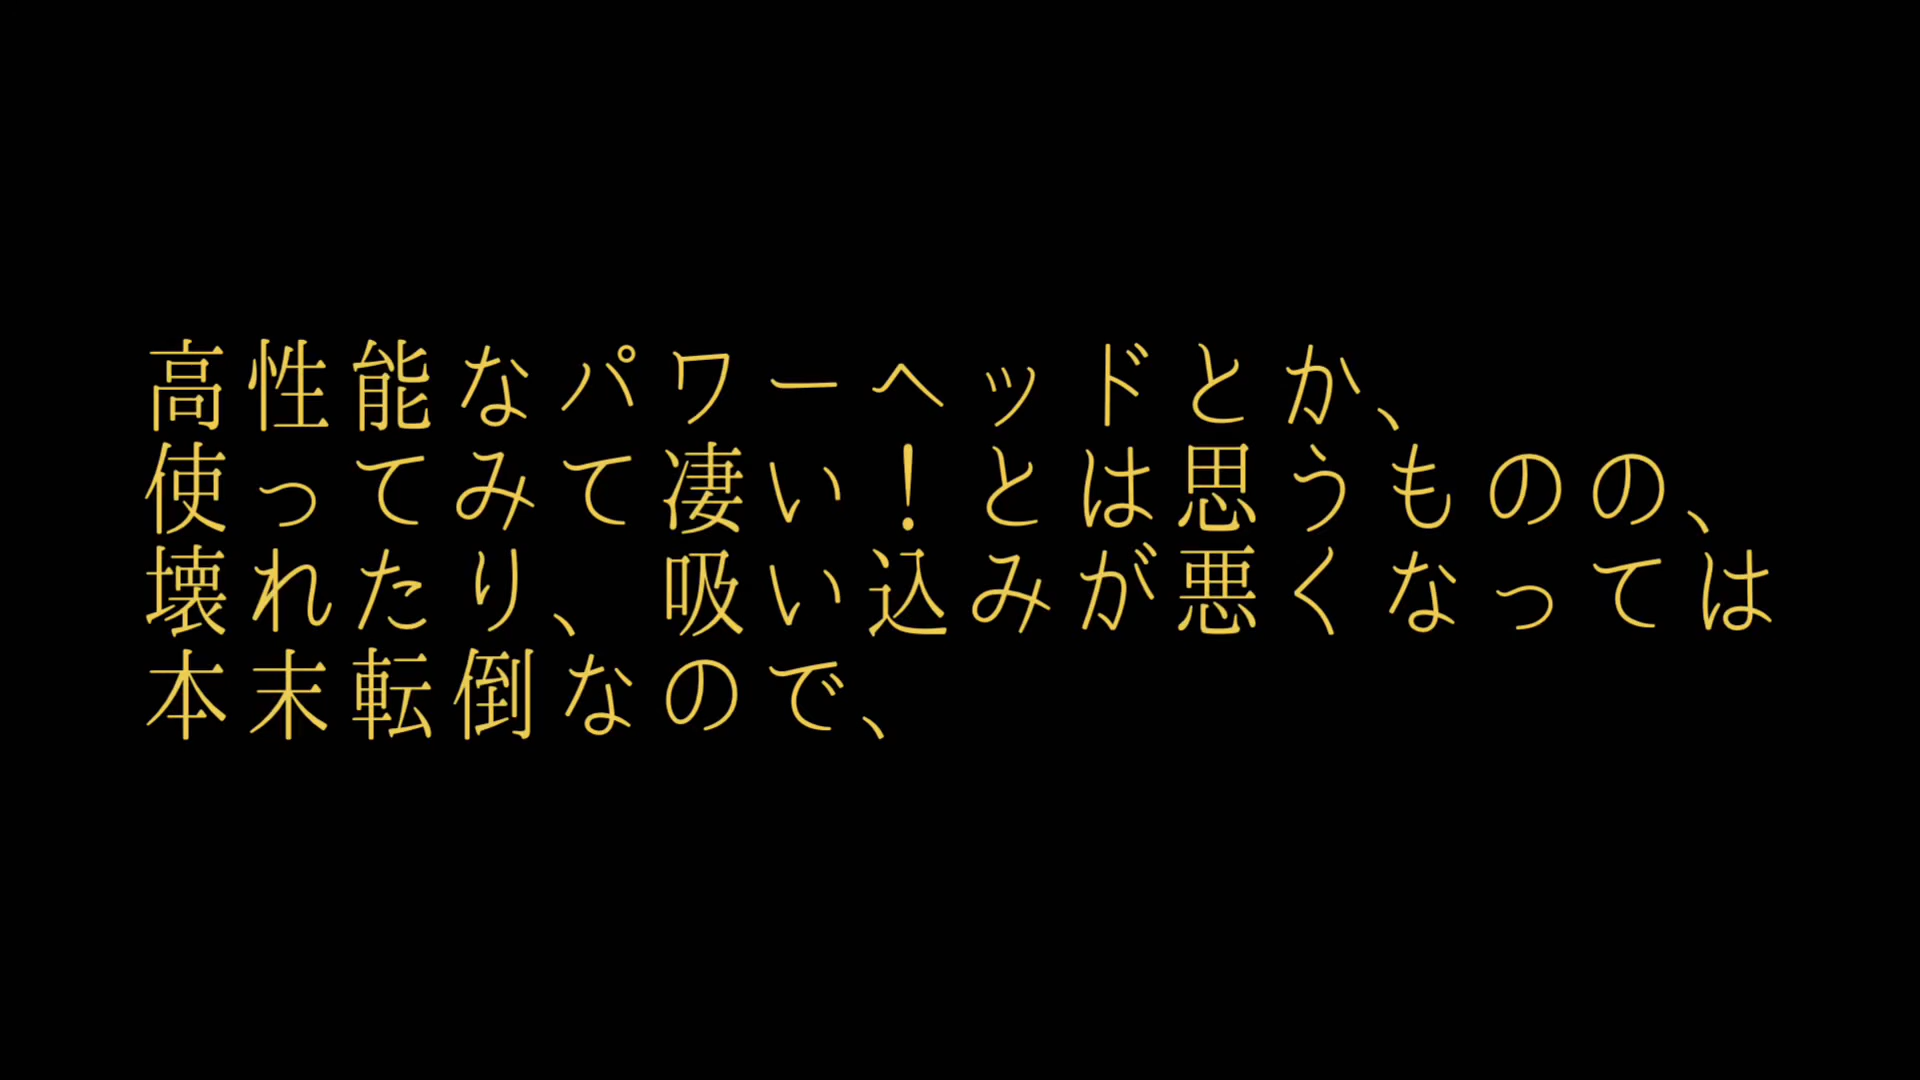 高性能なパワーヘッドとか、
使ってみて凄い！とは思うものの、
壊れたり、吸い込みが悪くなっては
本末転倒なので、